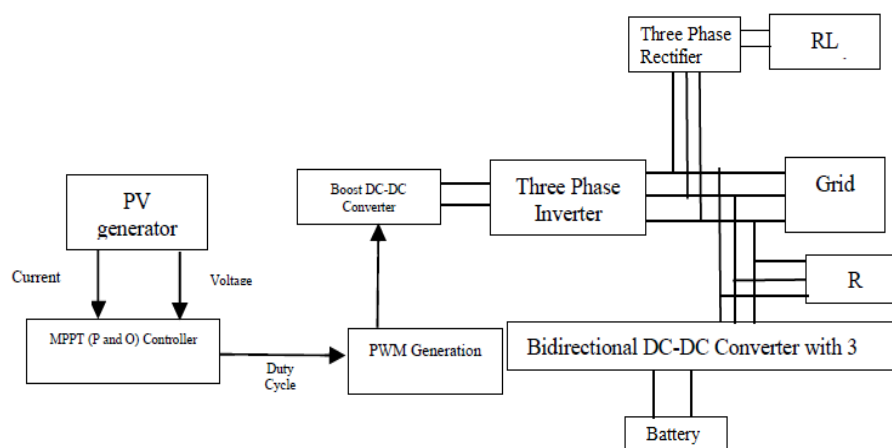 Three Phase
Rectifier
RL
PV
generator
Boost DC-DC
Converter
Three Phase
Inverter
Grid
Current
Voltage
R
MPPT (P and O) Controller
Duty
Cycle
PWM Generation
Bidirectional DC-DC Converter with 3
Battery